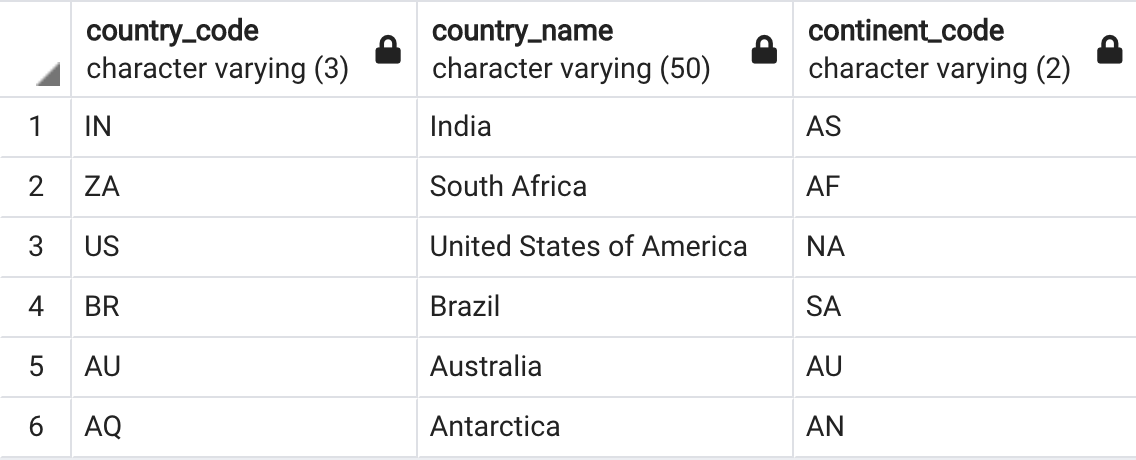 country_code country_name continent_code
character varying (3) character varying (50) character varying (2)
1 IN India AS
2 ZA South Africa AF
3 US United States of America NA
4 BR Brazil SA
5 AU Australia AU
6 AQ Antarctica AN